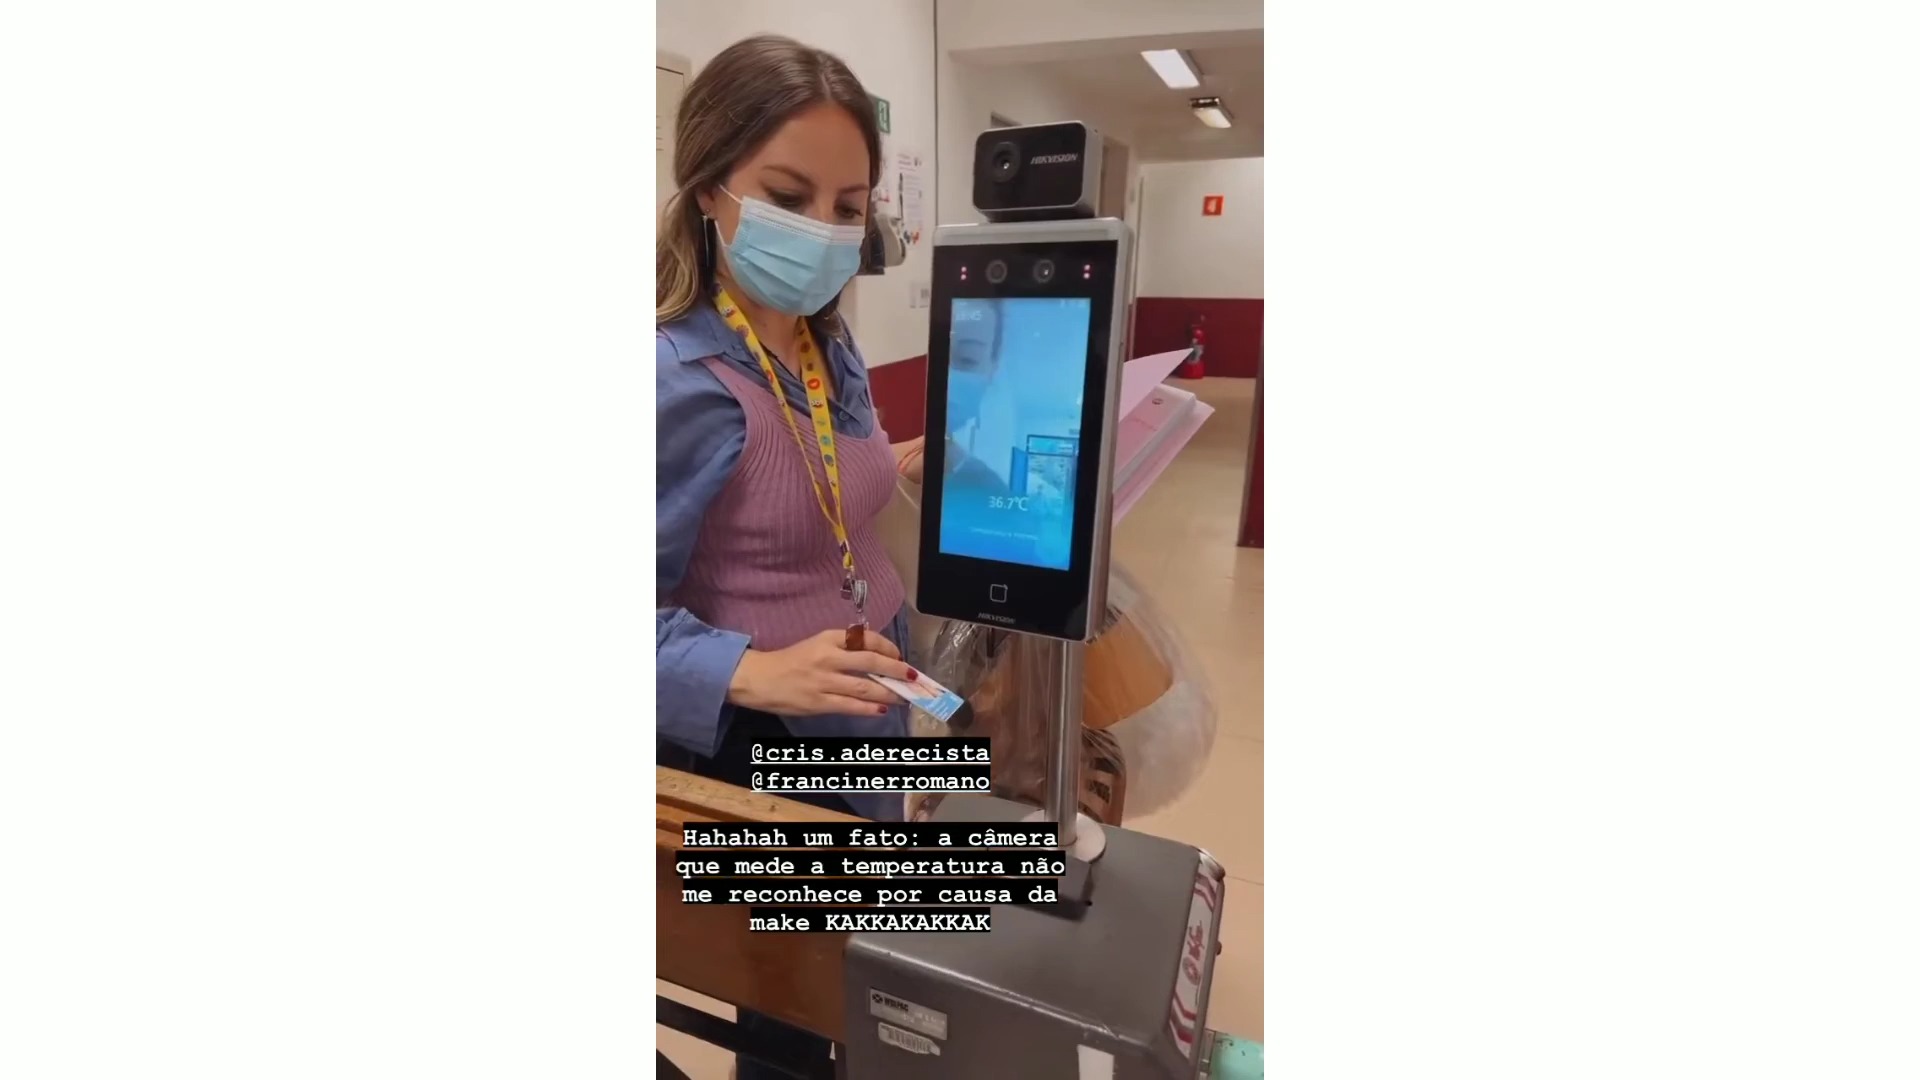 HIKVISION
4
36.7°C
HIKVISION
@cris.aderecista
@francinerromano
Hahahah um fato: a câmera
que mede a temperatura não
me reconhece por causa da
make KAKKAKAKKAK